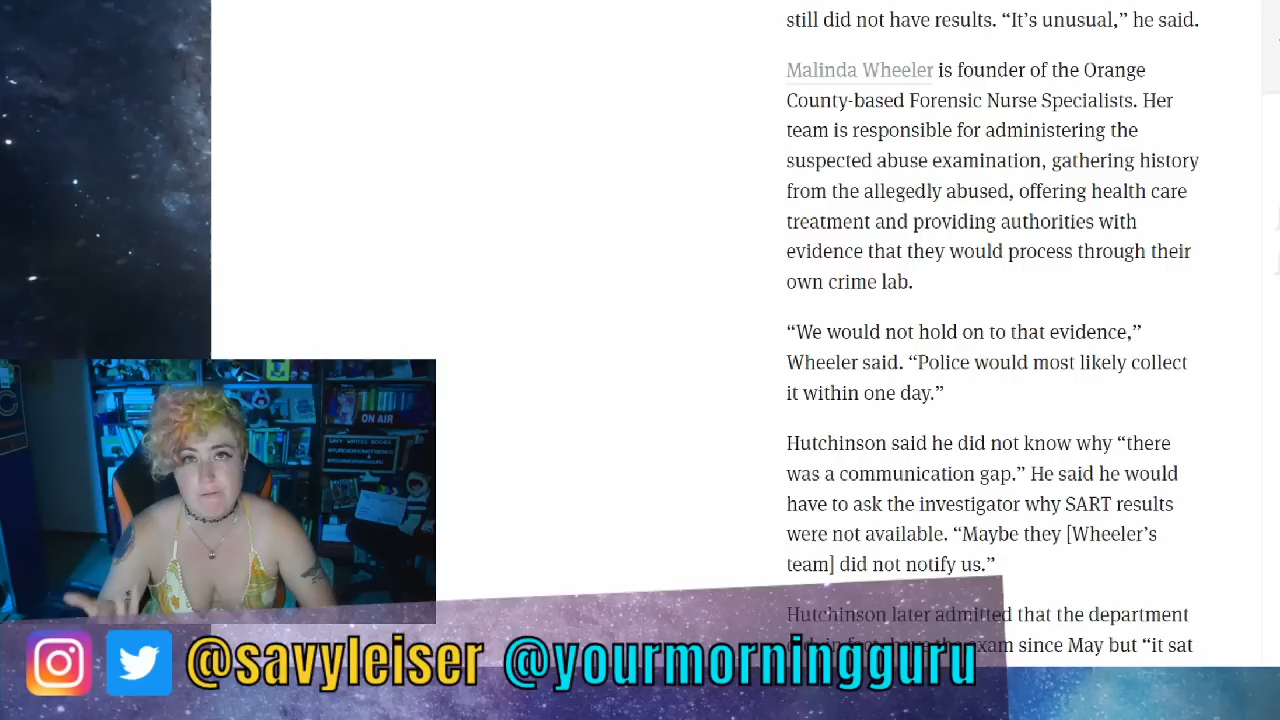 still did not have results. “It’s unusual,” he said.
Malinda Wheeler is founder of the Orange
County-based Forensic Nurse Specialists. Her
team is responsible for administering the
suspected abuse examination, gathering history
from the allegedly abused, offering health care
treatment and providing authorities with
evidence that they would process through their
own crime lab.
“We would not hold on to that evidence,”
Wheeler said. “Police would most likely collect
it within one day.”
Hutchinson said he did not know why “there
was a communication gap.” He said he would
have to ask the investigator why SART results
were not available. “Maybe they [Wheeler’s
team] did not notify us.”
Hutchinson later admitted that the department
exam since May but “it sat
ON AIR
SAVY WRITES BOOKS
@savyleiser @yourmorningguru